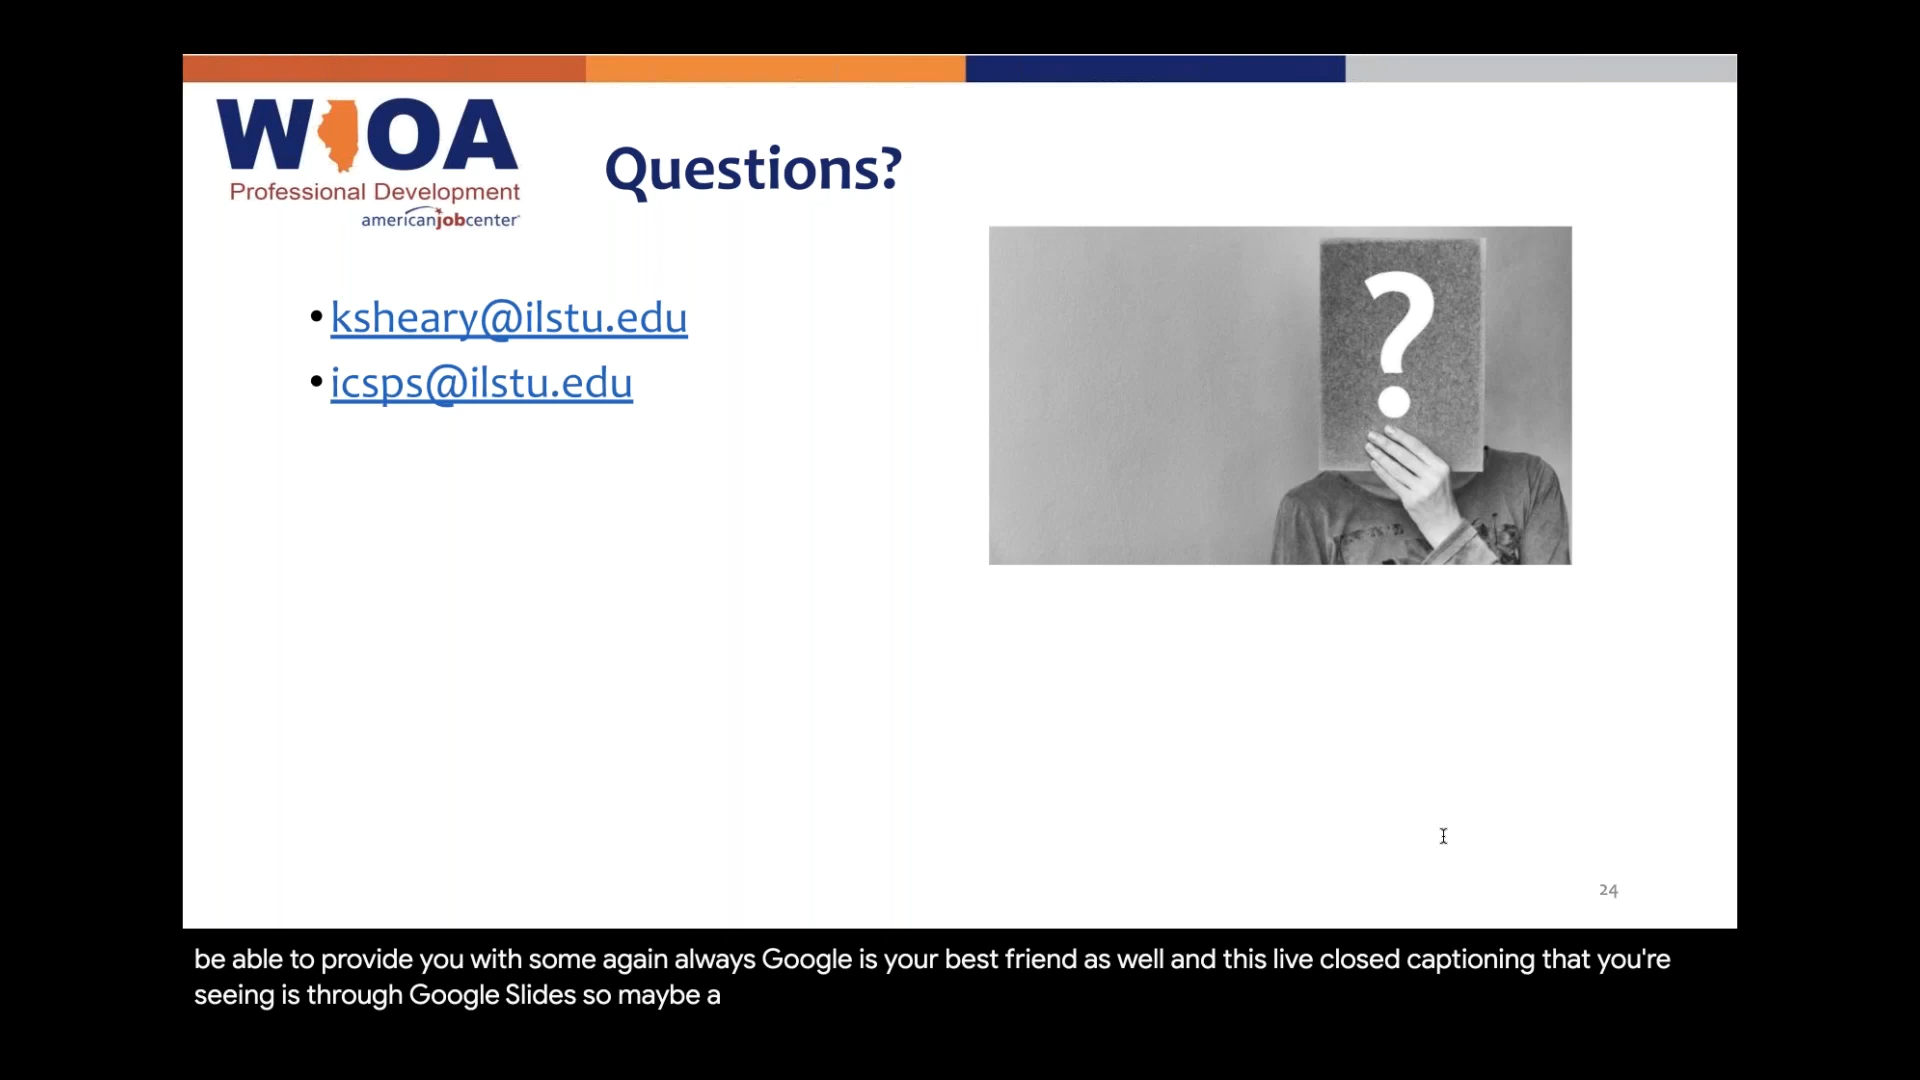 WIOA
Professional Development
americanjobcenter
Questions?
• ksheary@ilstu.edu
• icsps@ilstu.edu
?
24
be able to provide you with some again always Google is your best friend as well and this live closed captioning that you're
seeing is through Google Slides so maybe a